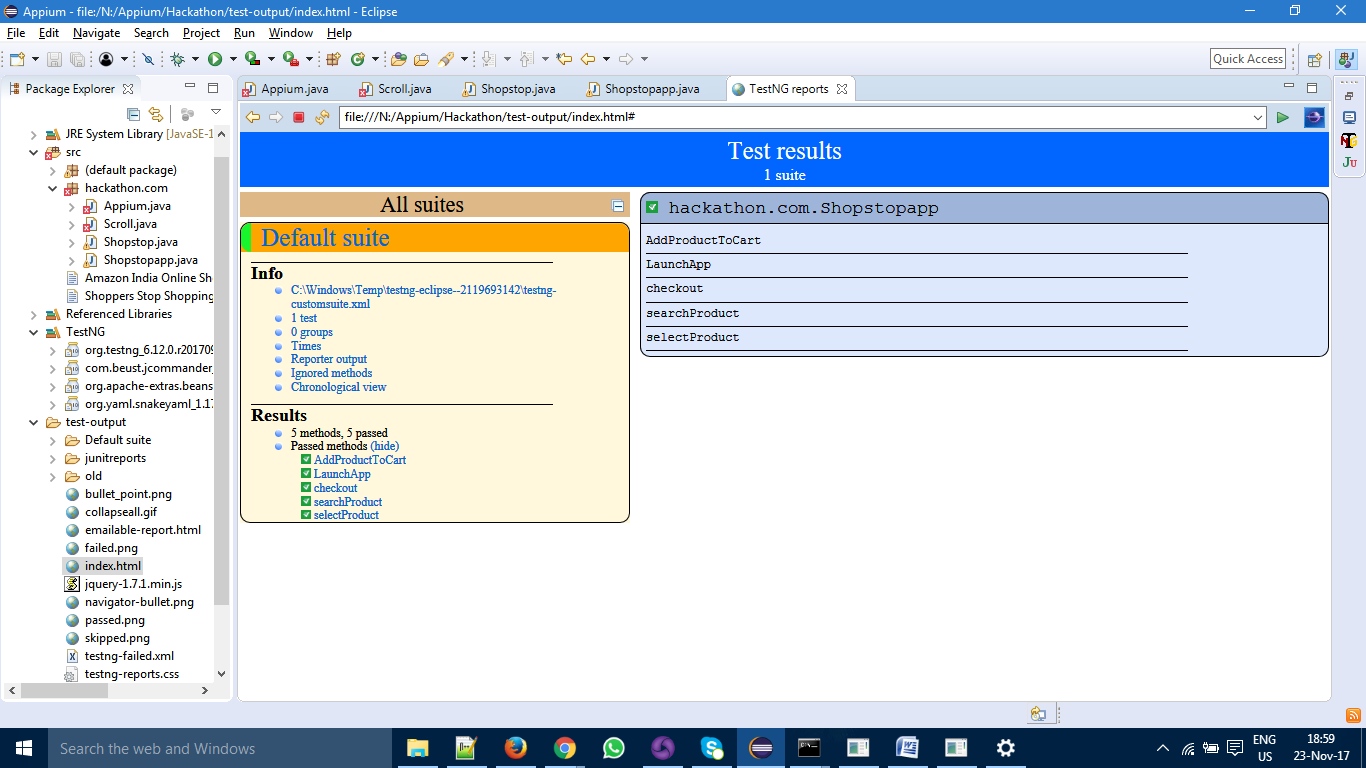 Appium - file:/N:/Appium/Hackathon/test-output/index.html - Eclipse
File Edit Navigate Search Project Run Window Help
Quick Access
Package Explorer
JRE System Library [JavaSE-1
src
(default package)
hackathon.com
Appium.java
Scroll.java
Shopstop.java
Shopstopapp.java
Amazon India Online Sh
Shoppers Stop Shopping
Referenced Libraries
TestNG
org.testng_6.12.0.r20170
com.beust.jcommander_
org.apache-extras.beans
org.yaml.snakeyaml_1.17
test-output
Default suite
junitreports
old
bullet_point.png
collapseall.gif
emailable-report.html
failed.png
index.html
jquery-1.7.1.min.js
navigator-bullet.png
passed.png
skipped.png
testng-failed.xml
testng-reports.css
Appium.java Scroll.java Shopstop.java Shopstopapp.java TestNG reports
file:///N:/Appium/Hackathon/test-output/index.html#
Test results
1 suite
All suites
Default suite
Info
C:\Windows\Temp\testng-eclipse--2119693142\testng-
customsuite.xml
1 test
0 groups
Times
Reporter output
Ignored methods
Chronological view
Results
5 methods, 5 passed
Passed methods (hide)
AddProductToCart
LaunchApp
checkout
searchProduct
selectProduct
hackathon.com.Shopstopapp
AddProductToCart
LaunchApp
checkout
searchProduct
selectProduct
Ju
Search the web and Windows
ENG
US
18:59
23-Nov-17